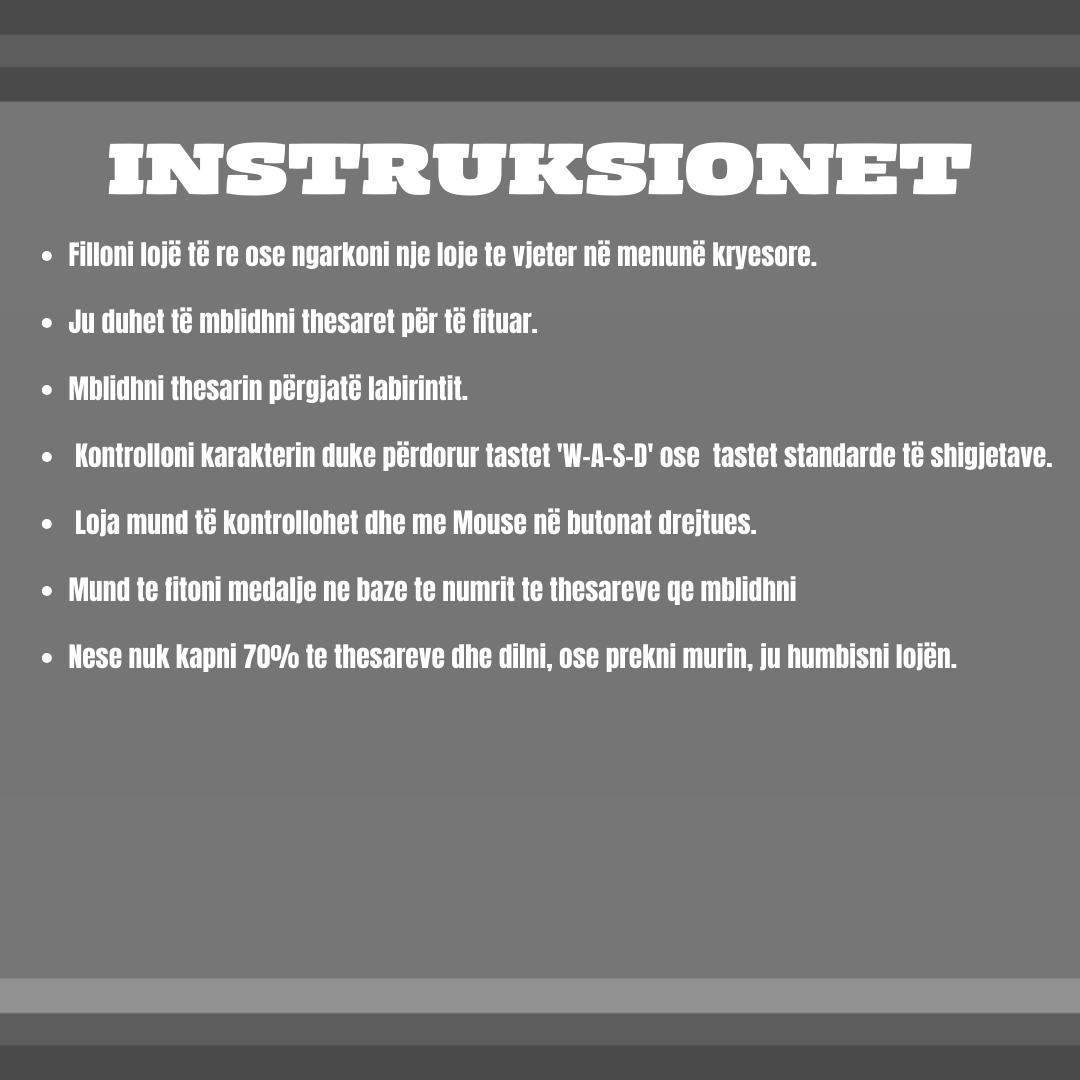 INSTRUKSIONET
• Filloni lojë të re ose ngarkoni nje loje te vjeter në menunë kryesore.
• Ju duhet të mblidhni thesaret për të fituar.
• Mblidhni thesarin përgjatë labirintit.
• Kontrolloni karakterin duke përdorur tastet 'W-A-S-D' ose  tastet standarde të shigjetave.
• Loja mund të kontrollohet dhe me Mouse në butonat drejtues.
• Mund te fitoni medalje ne baze te numrit te thesareve qe mblidhni
• Nese nuk kapni 70% te thesareve dhe dilni, ose prekni murin, ju humbisni lojën.